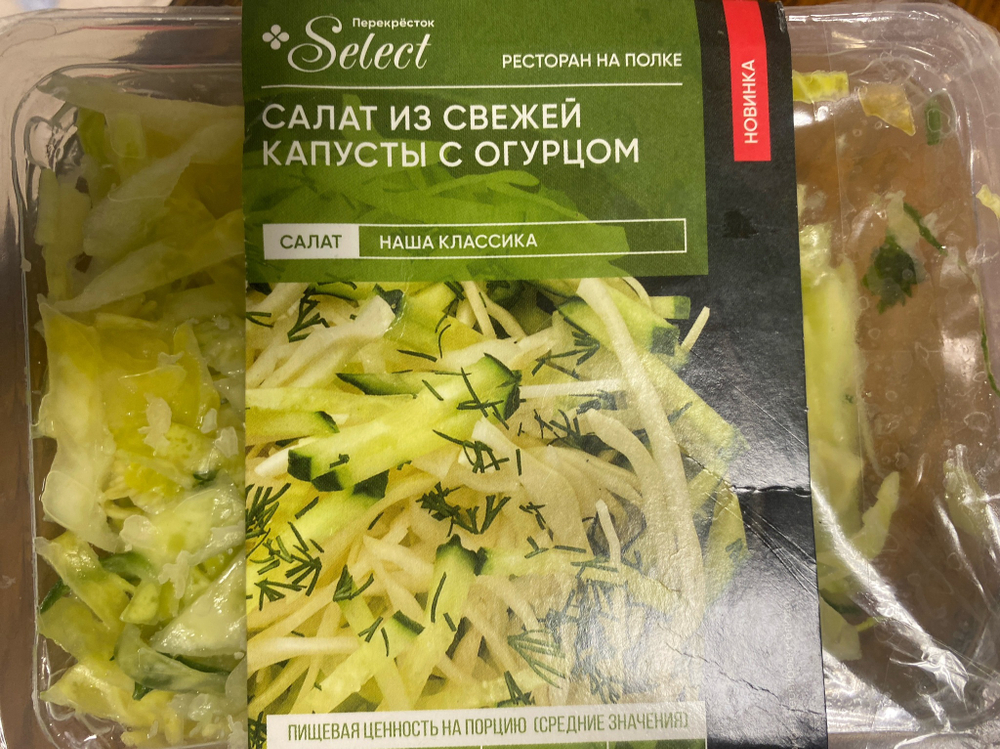 Перекрёсток
Select
РЕСТОРАН НА ПОЛКЕ
НОВИНКА
САЛАТ ИЗ СВЕЖЕЙ
КАПУСТЫ С ОГУРЦОМ
САЛАТ НАША КЛАССИКА
ПИЩЕВАЯ ЦЕННОСТЬ НА ПОРЦИЮ (СРЕДНИЕ ЗНАЧЕНИЯ)